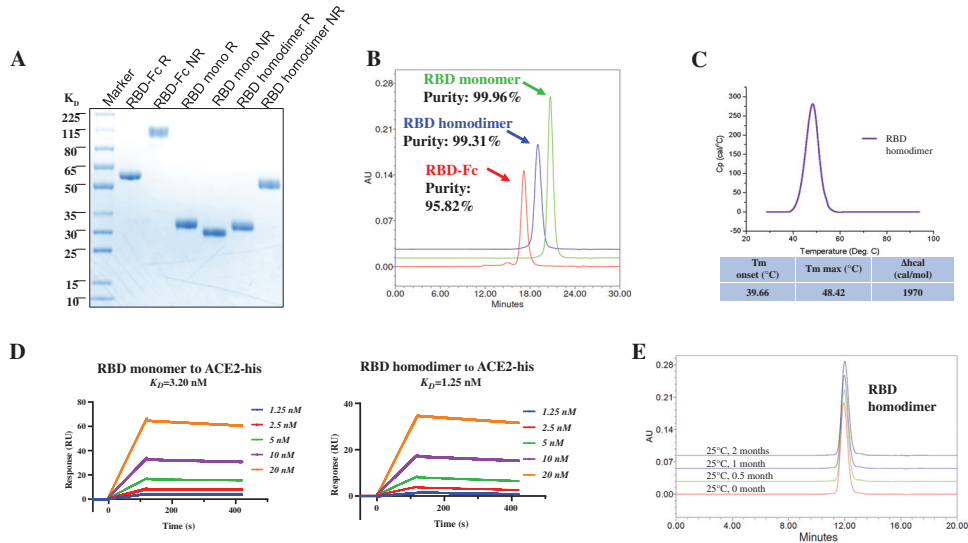 A
Marker
RBD-Fc R
RBD-Fc NR
RBD mono R
RBD mono NR
RBD homodimer R
RBD homodimer NR
K_D
225
115
80
65
50
35
30
25
15
10
B
RBD monomer
Purity: 99.96%
RBD homodimer
Purity: 99.31%
RBD-Fc
Purity:
95.82%
AU
0.28
0.21
0.14
0.07
0.00
0.00 6.00 12.00 18.00 24.00 30.00
Minutes
C
Cp (cal/°C)
300
250
200
150
100
50
0
-50
RBD
homodimer
20 40 60 80 100
Temperature (Deg. C)
Tm onset (°C) Tm max (°C) Δhcal (cal/mol)
39.66 48.42 1970
D
RBD monomer to ACE2-his
K_D=3.20 nM
Response (RU)
80
60
40
20
0
1.25 nM
2.5 nM
5 nM
10 nM
20 nM
0 200 400
Time (s)
RBD homodimer to ACE2-his
K_D=1.25 nM
Response (RU)
40
20
0
1.25 nM
2.5 nM
5 nM
10 nM
20 nM
0 200 400
Time (s)
E
RBD
homodimer
AU
0.28
0.21
0.14
0.07
0.00
25°C, 2 months
25°C, 1 month
25°C, 0.5 month
25°C, 0 month
0.00 4.00 8.00 12.00 16.00 20.00
Minutes